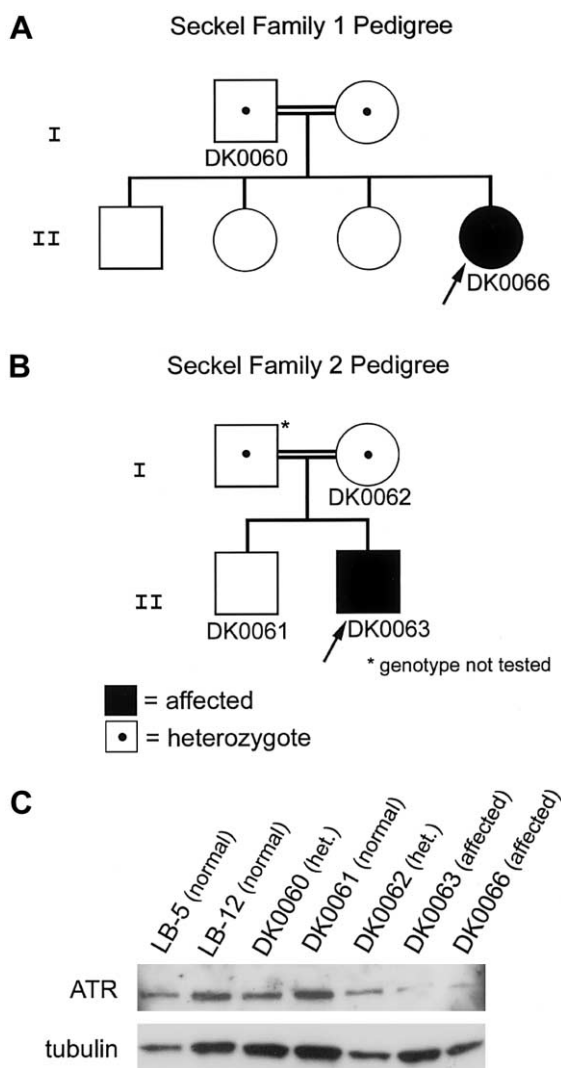 A
Seckel Family 1 Pedigree
I
DK0060
II
DK0066
B
Seckel Family 2 Pedigree
*
I
DK0062
II
DK0061
DK0063
* genotype not tested
= affected
= heterozygote
C
LB-5 (normal)
LB-12 (normal)
DK0060 (het.)
DK0061 (normal)
DK0062 (het.)
DK0063 (affected)
DK0066 (affected)
ATR
tubulin